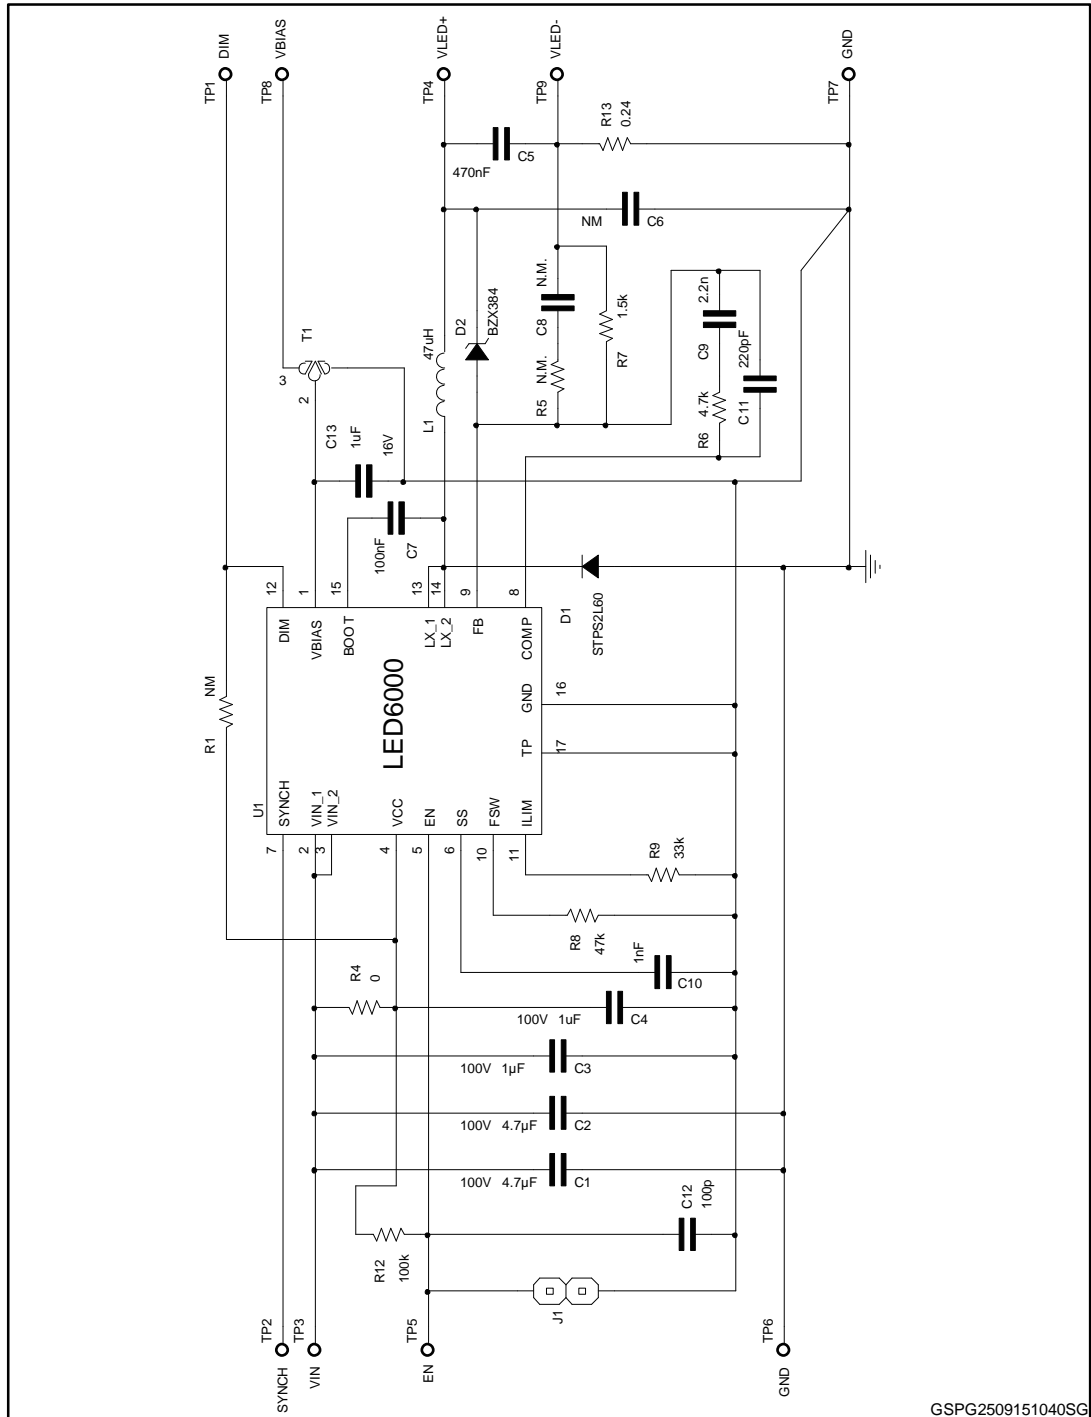 TP1
DIM
TP8
VBIAS
TP4
VLED+
TP9
VLED-
TP7
GND
R13
0.24
470nF
C5
NM
C6
N.M.
C8
N.M.
R5
1.5k
R7
2.2n
C9
4.7k
R6
220pF
C11
D2
BZX384
47uH
L1
T1
3
2
C13
1uF
16V
100nF
C7
D1
STPS2L60
12
1
15
13
14
9
8
DIM
VBIAS
BOOT
LX_1
LX_2
FB
COMP
GND
16
TP
17
LED6000
U1
SYNCH
VIN_1
VIN_2
VCC
EN
SS
FSW
ILIM
7
2
3
4
5
6
10
11
R1
NM
R9
33k
R8
47k
1nF
C10
R4
0
100V 1uF
C4
100V 1µF
C3
100V 4.7µF
C2
100V 4.7µF
C1
C12
100p
R12
100k
J1
TP2
SYNCH
TP3
VIN
TP5
EN
TP6
GND
GSPG2509151040SG